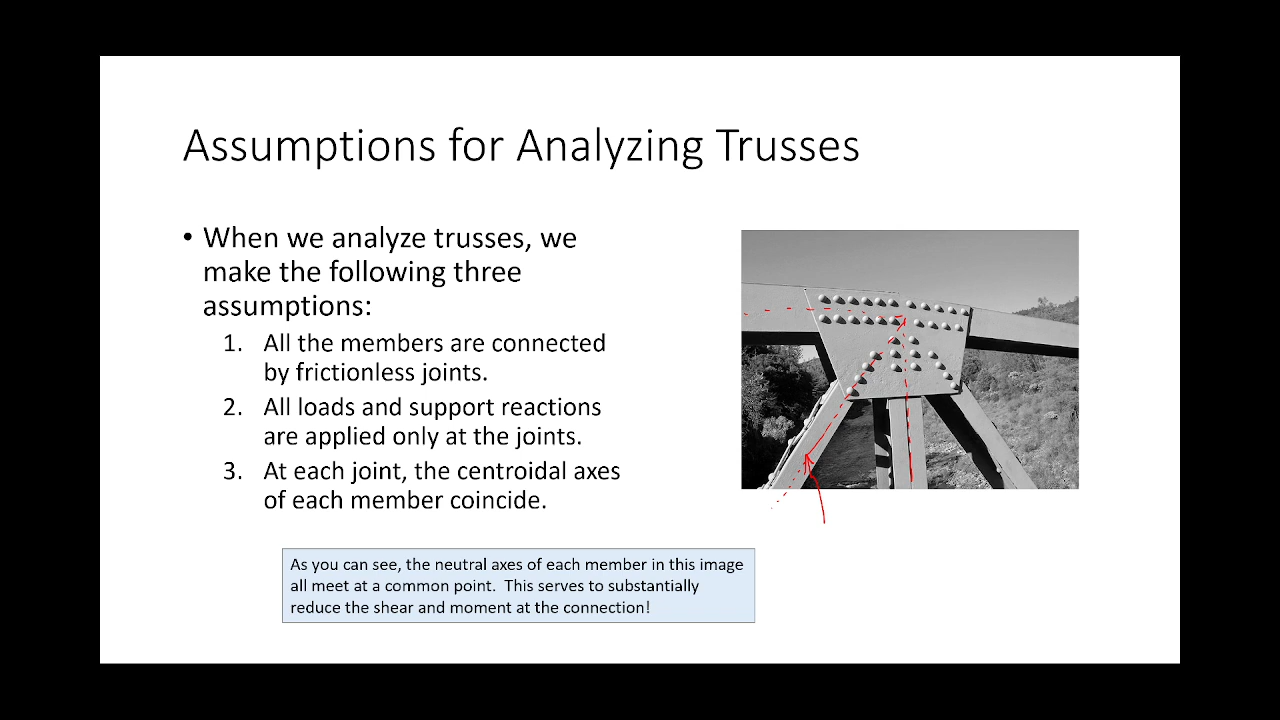 Assumptions for Analyzing Trusses
• When we analyze trusses, we
make the following three
assumptions:
1. All the members are connected
by frictionless joints.
2. All loads and support reactions
are applied only at the joints.
3. At each joint, the centroidal axes
of each member coincide.
As you can see, the neutral axes of each member in this image
all meet at a common point. This serves to substantially
reduce the shear and moment at the connection!